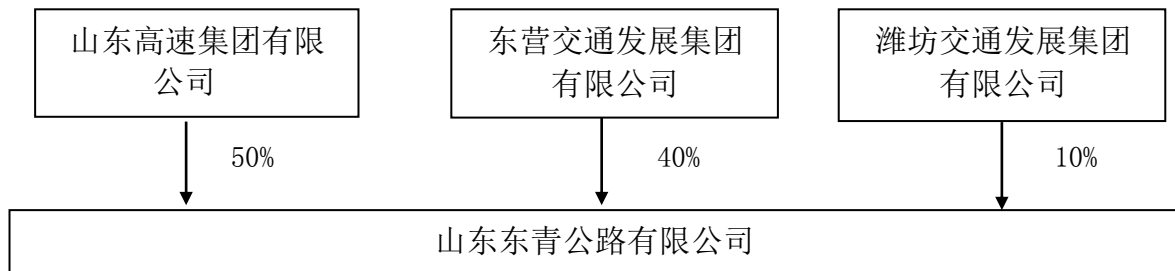 山东高速集团有限
公司
东营交通发展集团
有限公司
潍坊交通发展集团
有限公司
50%
40%
10%
山东东青公路有限公司